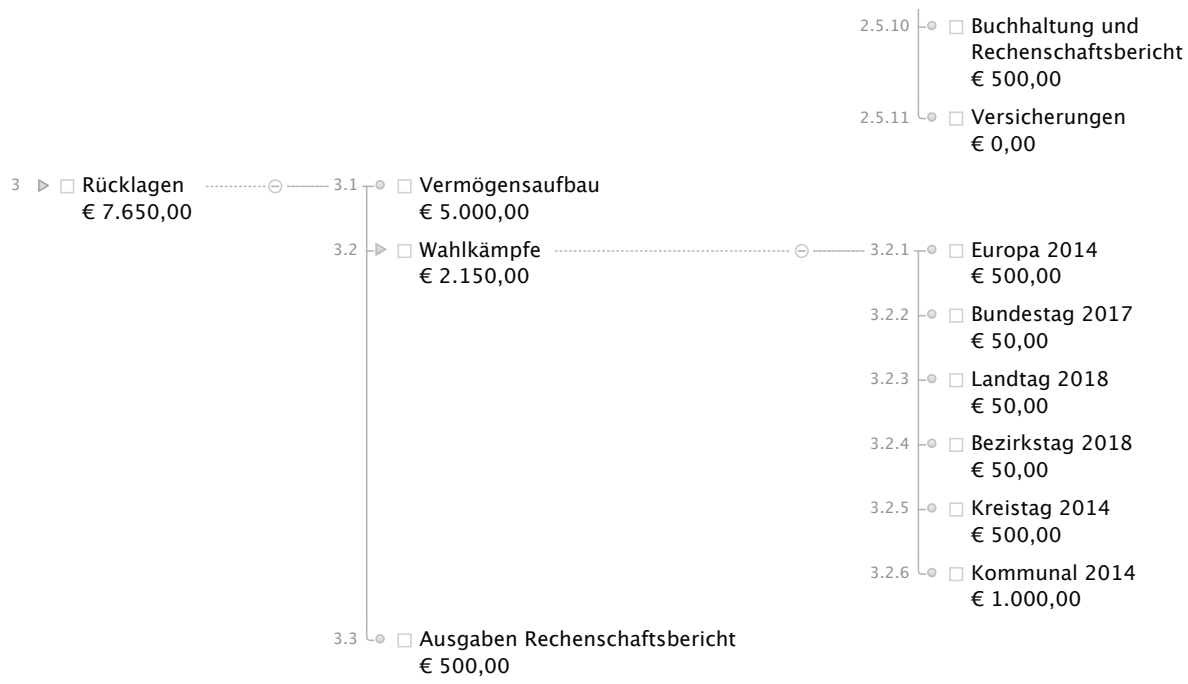 2.5.10 Buchhaltung und
Rechenschaftsbericht
€ 500,00
2.5.11 Versicherungen
€ 0,00
3 Rücklagen
€ 7.650,00
3.1 Vermögensaufbau
€ 5.000,00
3.2 Wahlkämpfe
€ 2.150,00
3.2.1 Europa 2014
€ 500,00
3.2.2 Bundestag 2017
€ 50,00
3.2.3 Landtag 2018
€ 50,00
3.2.4 Bezirkstag 2018
€ 50,00
3.2.5 Kreistag 2014
€ 500,00
3.2.6 Kommunal 2014
€ 1.000,00
3.3 Ausgaben Rechenschaftsbericht
€ 500,00